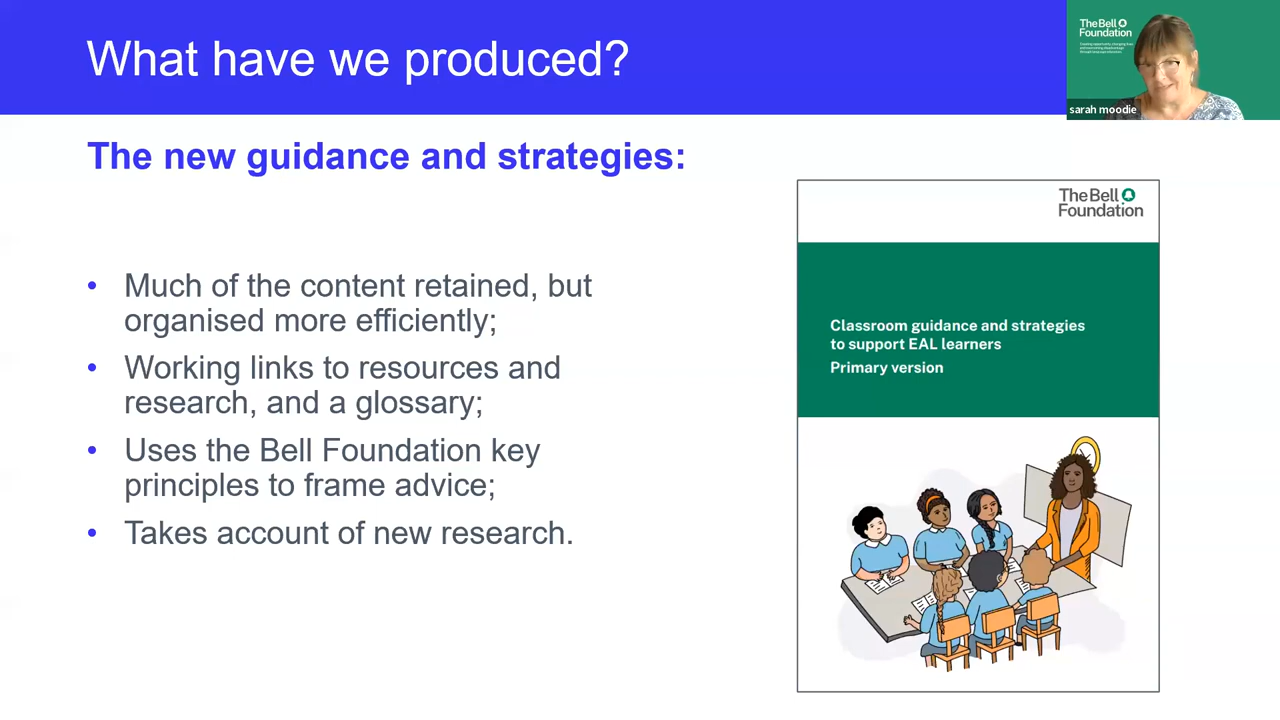 What have we produced?
The Bell
Foundation
sarah moodie
The new guidance and strategies:
• Much of the content retained, but
organised more efficiently;
• Working links to resources and
research, and a glossary;
• Uses the Bell Foundation key
principles to frame advice;
• Takes account of new research.
The Bell
Foundation
Classroom guidance and strategies
to support EAL learners
Primary version